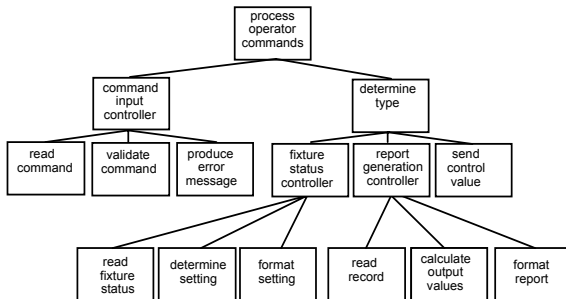 process
operator
commands
command
input
controller
determine
type
read
command
validate
command
produce
error
message
fixture
status
controller
report
generation
controller
send
control
value
read
fixture
status
determine
setting
format
setting
read
record
calculate
output
values
format
report